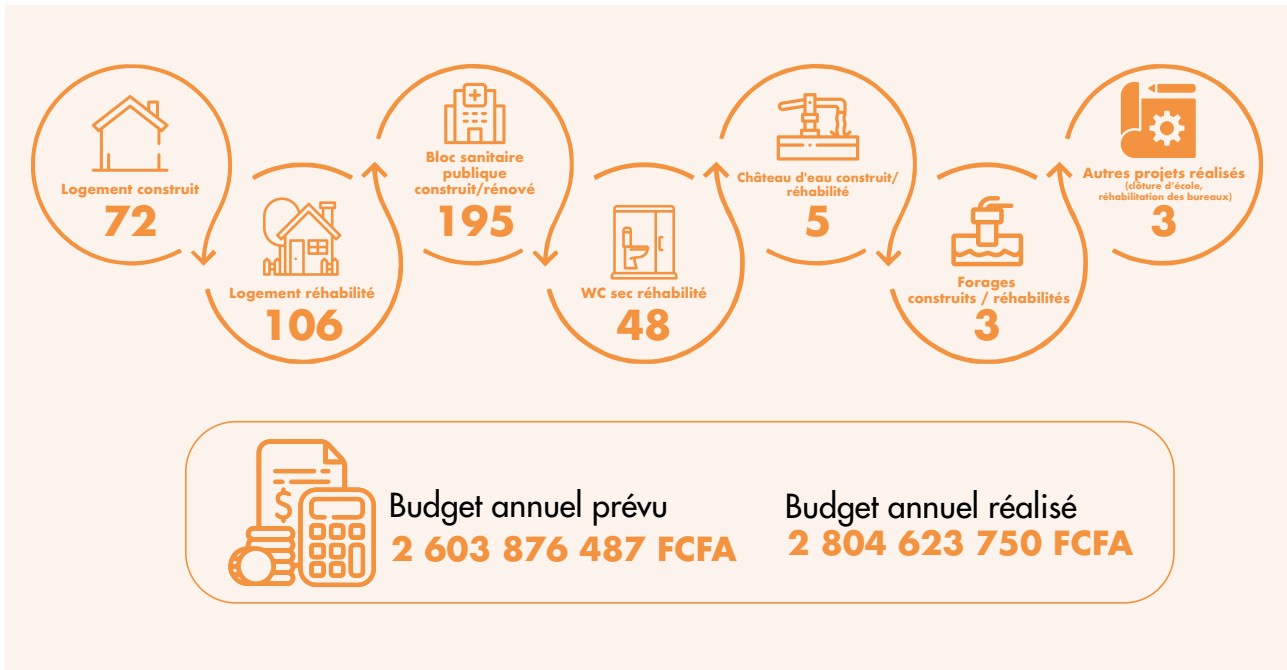 Logement construit
72
Logement réhabilité
106
Bloc sanitaire
publique
construit/rénové
195
WC sec réhabilité
48
Château d'eau construit/
réhabilité
5
Forages
construits / réhabilités
3
Autres projets réalisés
(clôture d'école,
réhabilitation des bureaux)
3
$
Budget annuel prévu
2 603 876 487 FCFA
Budget annuel réalisé
2 804 623 750 FCFA